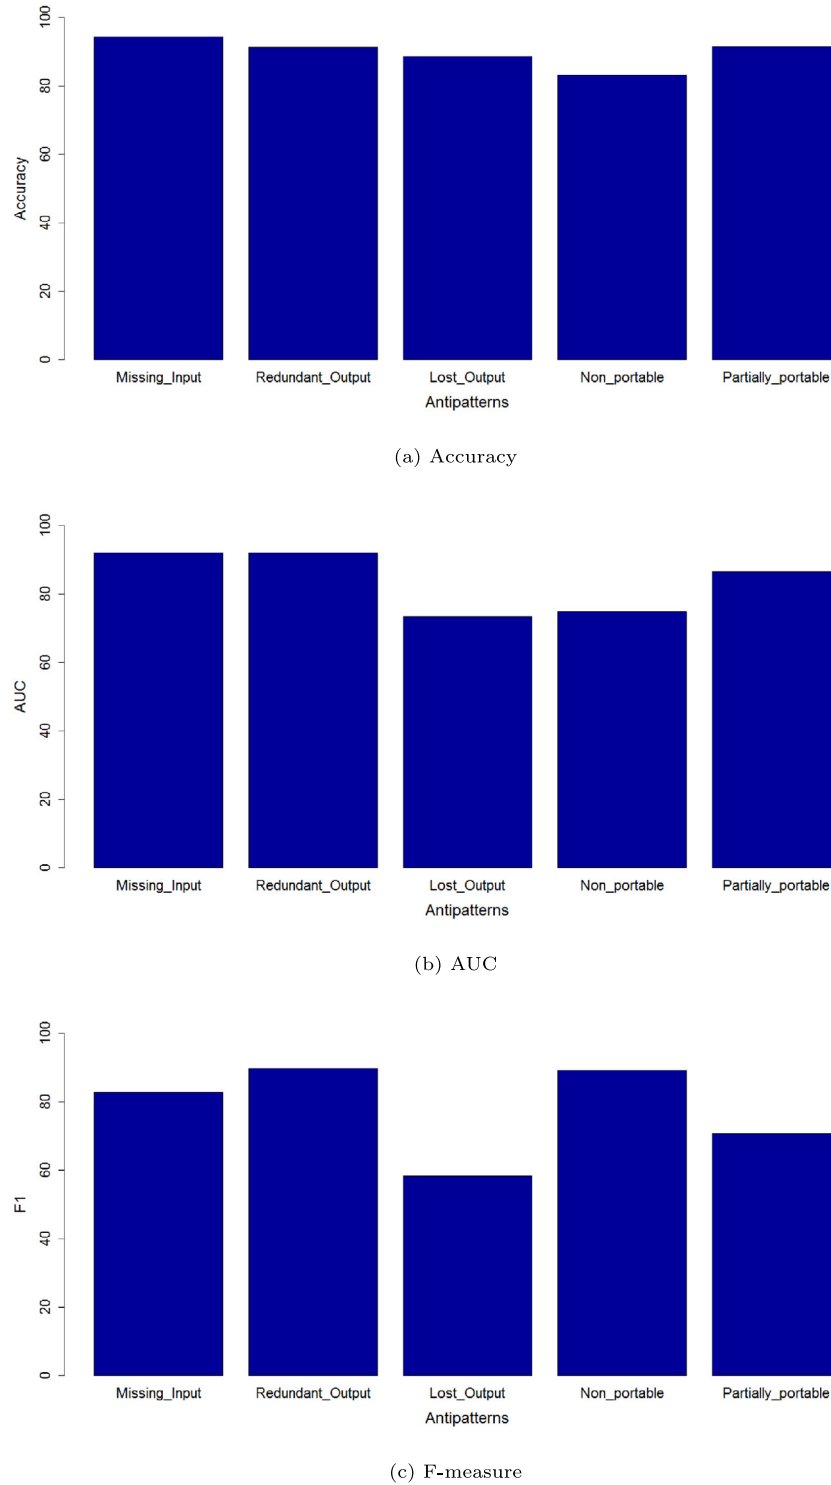 100
80
60
40
20
0
Accuracy
Missing_Input Redundant_Output Lost_Output Non_portable Partially_portable
Antipatterns
(a) Accuracy
100
80
60
40
20
0
AUC
Missing_Input Redundant_Output Lost_Output Non_portable Partially_portable
Antipatterns
(b) AUC
100
80
60
40
20
0
F1
Missing_Input Redundant_Output Lost_Output Non_portable Partially_portable
Antipatterns
(c) F-measure